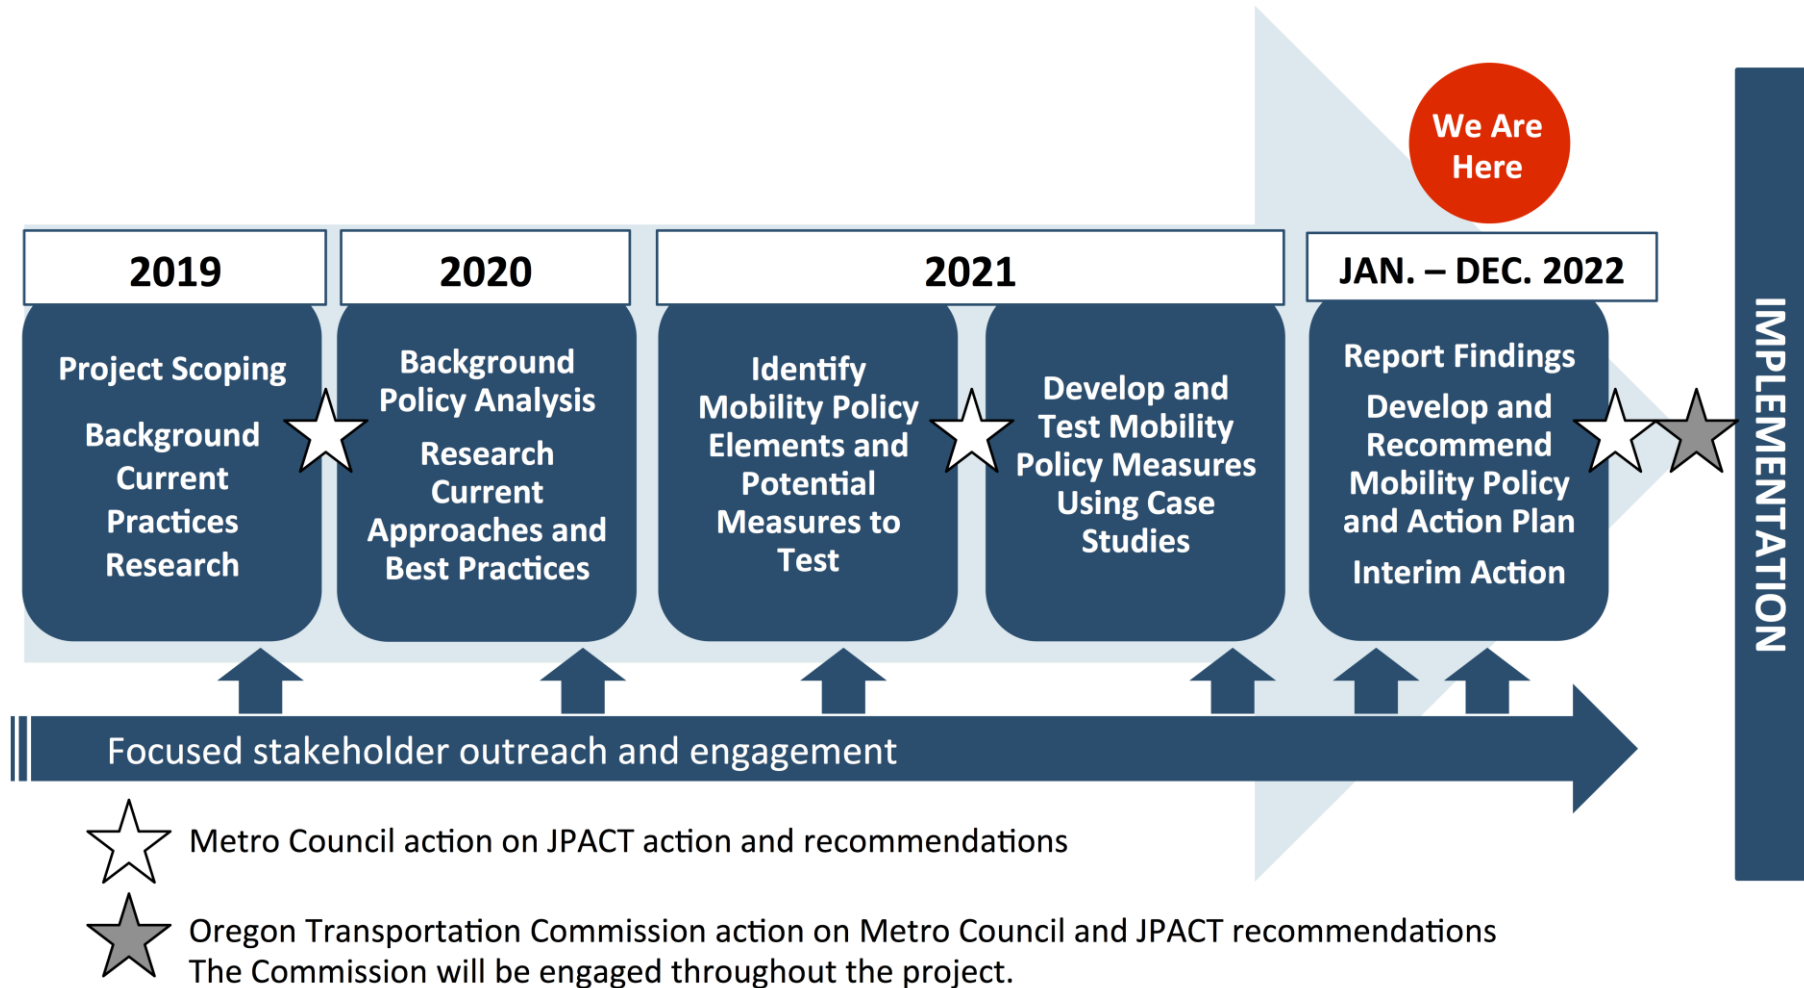 We Are
Here
2019
2020
2021
JAN. – DEC. 2022
Project Scoping
Background
Current
Practices
Research
Background
Policy Analysis
Research
Current
Approaches and
Best Practices
Identify
Mobility Policy
Elements and
Potential
Measures to
Test
Develop and
Test Mobility
Policy Measures
Using Case
Studies
Report Findings
Develop and
Recommend
Mobility Policy
and Action Plan
Interim Action
IMPLEMENTATION
Focused stakeholder outreach and engagement
Metro Council action on JPACT action and recommendations
Oregon Transportation Commission action on Metro Council and JPACT recommendations
The Commission will be engaged throughout the project.